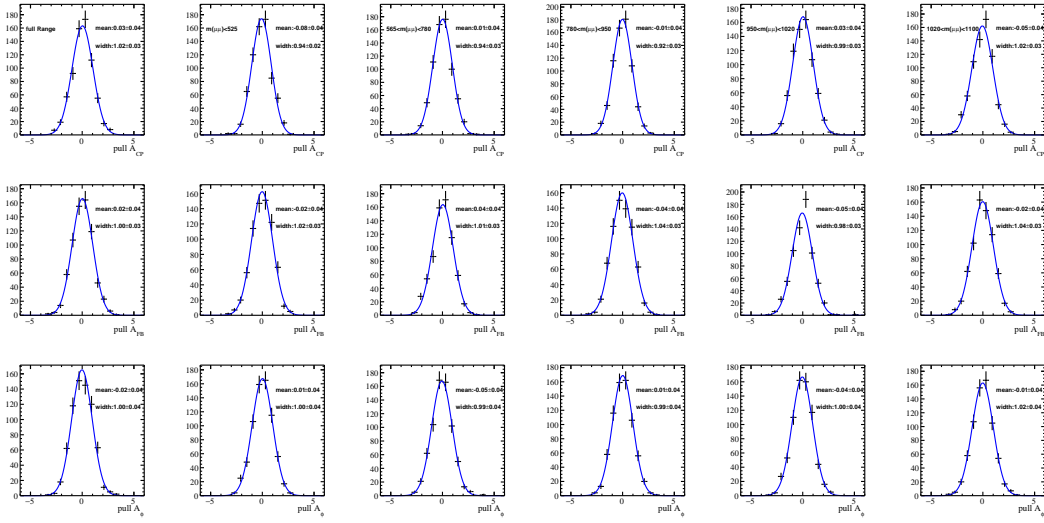 full Range
mean:0.03±0.04
width:1.02±0.03
pull A_CP
m(μμ)<525
mean:-0.08±0.04
width:0.94±0.02
pull A_CP
565<m(μμ)<780
mean:0.01±0.04
width:0.94±0.03
pull A_CP
780<m(μμ)<950
mean:-0.01±0.04
width:0.92±0.03
pull A_CP
950<m(μμ)<1020
mean:0.03±0.04
width:0.99±0.03
pull A_CP
1020<m(μμ)<1100
mean:-0.05±0.04
width:1.02±0.03
pull A_CP
mean:0.02±0.04
width:1.00±0.03
pull A_FB
mean:-0.02±0.04
width:1.02±0.03
pull A_FB
mean:0.04±0.04
width:1.01±0.03
pull A_FB
mean:-0.04±0.04
width:1.04±0.03
pull A_FB
mean:-0.05±0.04
width:0.98±0.03
pull A_FB
mean:-0.02±0.04
width:1.04±0.03
pull A_FB
mean:-0.02±0.04
width:1.00±0.04
pull A_φ
mean:0.01±0.04
width:1.00±0.04
pull A_φ
mean:-0.05±0.04
width:0.99±0.04
pull A_φ
mean:0.01±0.04
width:0.99±0.04
pull A_φ
mean:-0.04±0.04
width:1.00±0.04
pull A_φ
mean:-0.01±0.04
width:1.02±0.04
pull A_φ